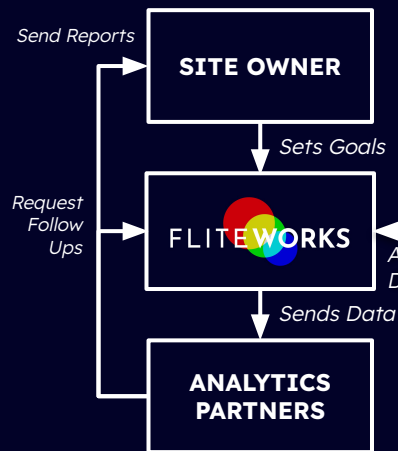 Send Reports
SITE OWNER
Sets Goals
Request
Follow
Ups
FLITEWORKS
Sends Data
ANALYTICS
PARTNERS